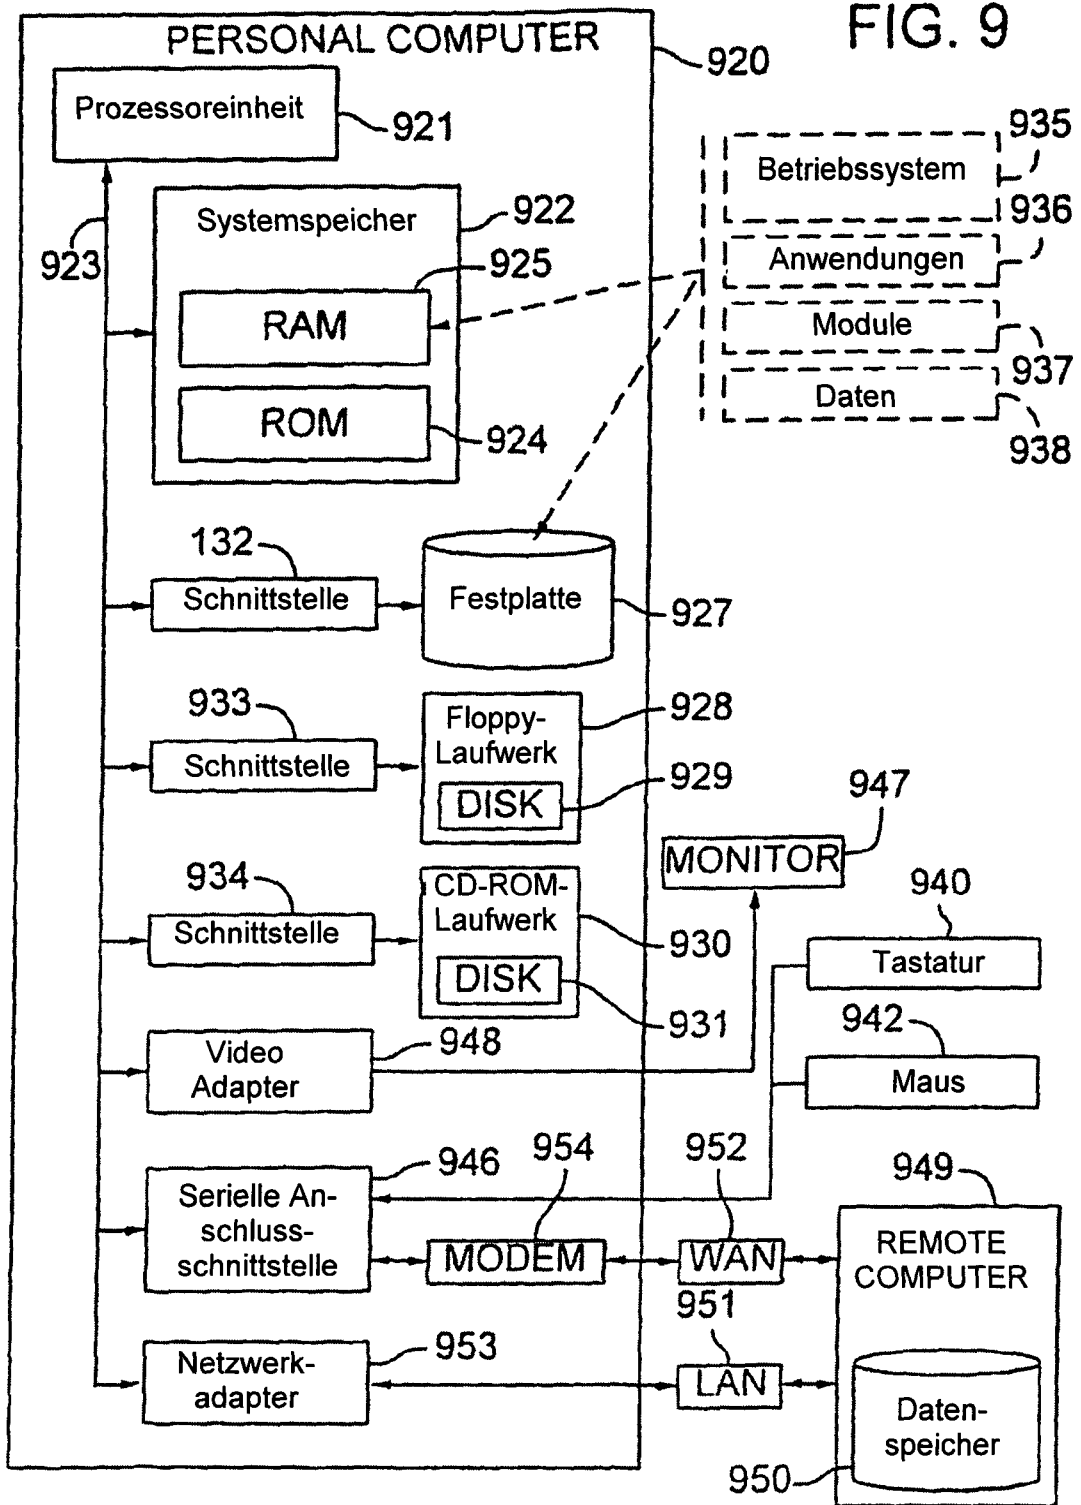 FIG. 9
PERSONAL COMPUTER
920
Prozessoreinheit
921
923
Systemspeicher
922
925
RAM
ROM
924
935
Betriebssystem
936
Anwendungen
Module
937
Daten
938
132
Schnittstelle
Festplatte
927
933
Schnittstelle
Floppy-
Laufwerk
928
DISK
929
934
Schnittstelle
CD-ROM-
Laufwerk
930
DISK
931
MONITOR
947
940
Tastatur
942
Maus
Video
Adapter
948
946
Serielle An-
schluss-
schnittstelle
954
MODEM
952
WAN
949
REMOTE
COMPUTER
951
LAN
Netzwerk-
adapter
953
Daten-
speicher
950